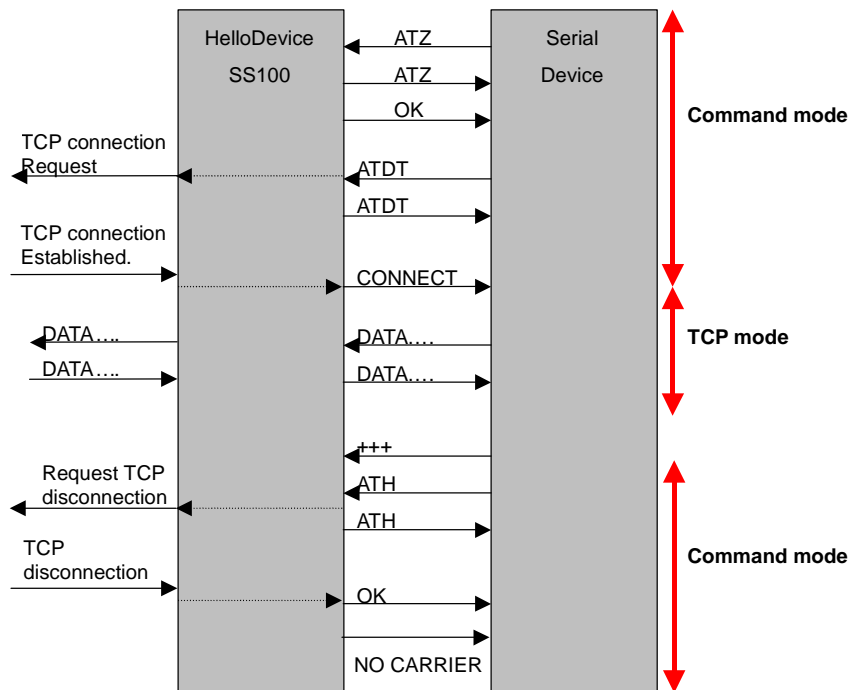 HelloDevice
SS100
Serial
Device
ATZ
ATZ
OK
Command mode
TCP connection
Request
ATDT
ATDT
TCP connection
Established.
CONNECT
DATA….
DATA….
TCP mode
DATA….
DATA….
+++
Request TCP
disconnection
ATH
ATH
TCP
disconnection
Command mode
OK
NO CARRIER